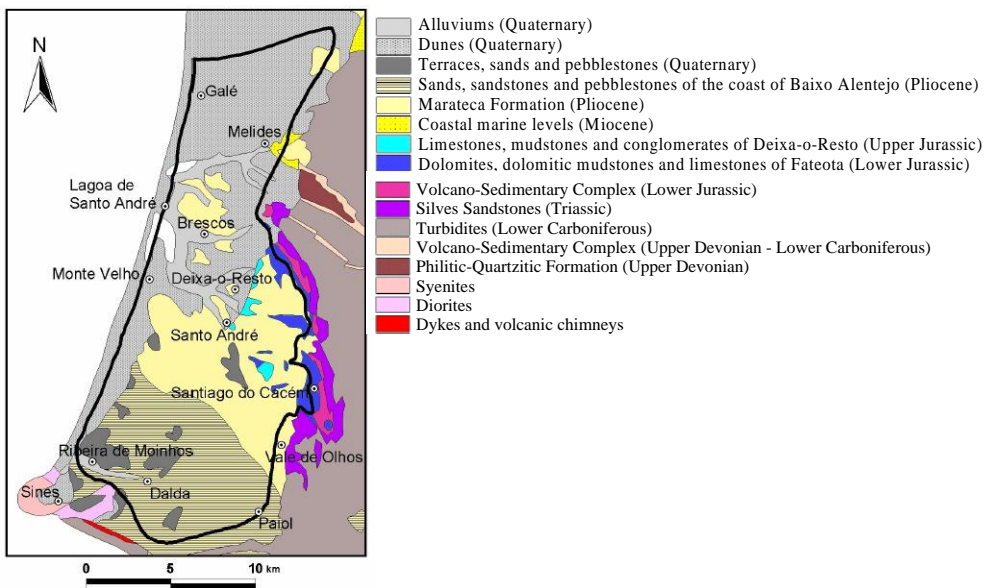 N
Galé
Melides
Lagoa de
Santo André
Brescos
Monte Velho
Deixa-o-Resto
Santo André
Santiago do Cacém
Ribeira de Moinhos
Vale de Olhos
Sines
Dalda
Paiol
0 5 10 km
Alluviums (Quaternary)
Dunes (Quaternary)
Terraces, sands and pebblestones (Quaternary)
Sands, sandstones and pebblestones of the coast of Baixo Alentejo (Pliocene)
Marateca Formation (Pliocene)
Coastal marine levels (Miocene)
Limestones, mudstones and conglomerates of Deixa-o-Resto (Upper Jurassic)
Dolomites, dolomitic mudstones and limestones of Fateota (Lower Jurassic)
Volcano-Sedimentary Complex (Lower Jurassic)
Silves Sandstones (Triassic)
Turbidites (Lower Carboniferous)
Volcano-Sedimentary Complex (Upper Devonian - Lower Carboniferous)
Philitic-Quartzitic Formation (Upper Devonian)
Syenites
Diorites
Dykes and volcanic chimneys